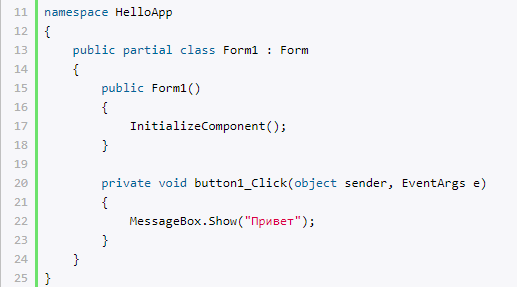 11 namespace HelloApp
12 {
13     public partial class Form1 : Form
14     {
15         public Form1()
16         {
17             InitializeComponent();
18         }
19
20         private void button1_Click(object sender, EventArgs e)
21         {
22             MessageBox.Show("Привет");
23         }
24     }
25 }